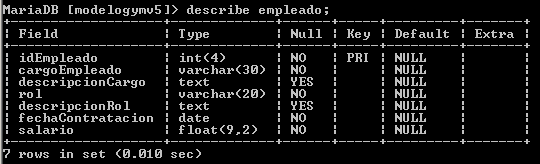 MariaDB [modelogymv5]> describe empleado;
+------------------+-------------+------+-----+---------+-------+
| Field            | Type        | Null | Key | Default | Extra |
+------------------+-------------+------+-----+---------+-------+
| idEmpleado       | int(4)      | NO   | PRI | NULL    |       |
| cargoEmpleado    | varchar(30) | NO   |     | NULL    |       |
| descripcionCargo | text        | YES  |     | NULL    |       |
| rol              | varchar(20) | NO   |     | NULL    |       |
| descripcionRol   | text        | YES  |     | NULL    |       |
| fechaContratacion | date        | NO   |     | NULL    |       |
| salario          | float(9,2)  | NO   |     | NULL    |       |
+------------------+-------------+------+-----+---------+-------+
7 rows in set (0.010 sec)